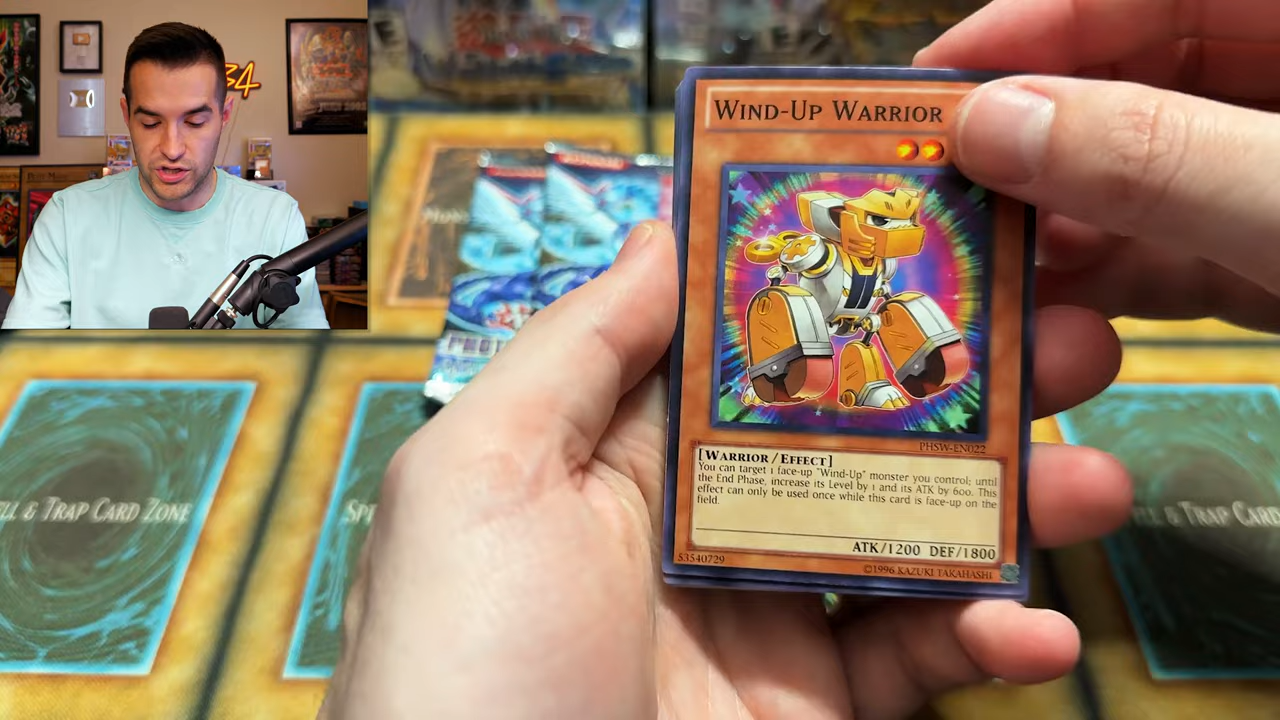 34
WIND-UP WARRIOR
PHSW-EN022
[WARRIOR/EFFECT]
You can target 1 face-up "Wind-Up" monster you control; until
the End Phase, increase its Level by 1 and its ATK by 600. This
effect can only be used once while this card is face-up on the
field.
ATK/1200 DEF/1800
53540729
©1996 KAZUKI TAKAHASHI
& TRAP CARD ZONE
& TRAP CARD